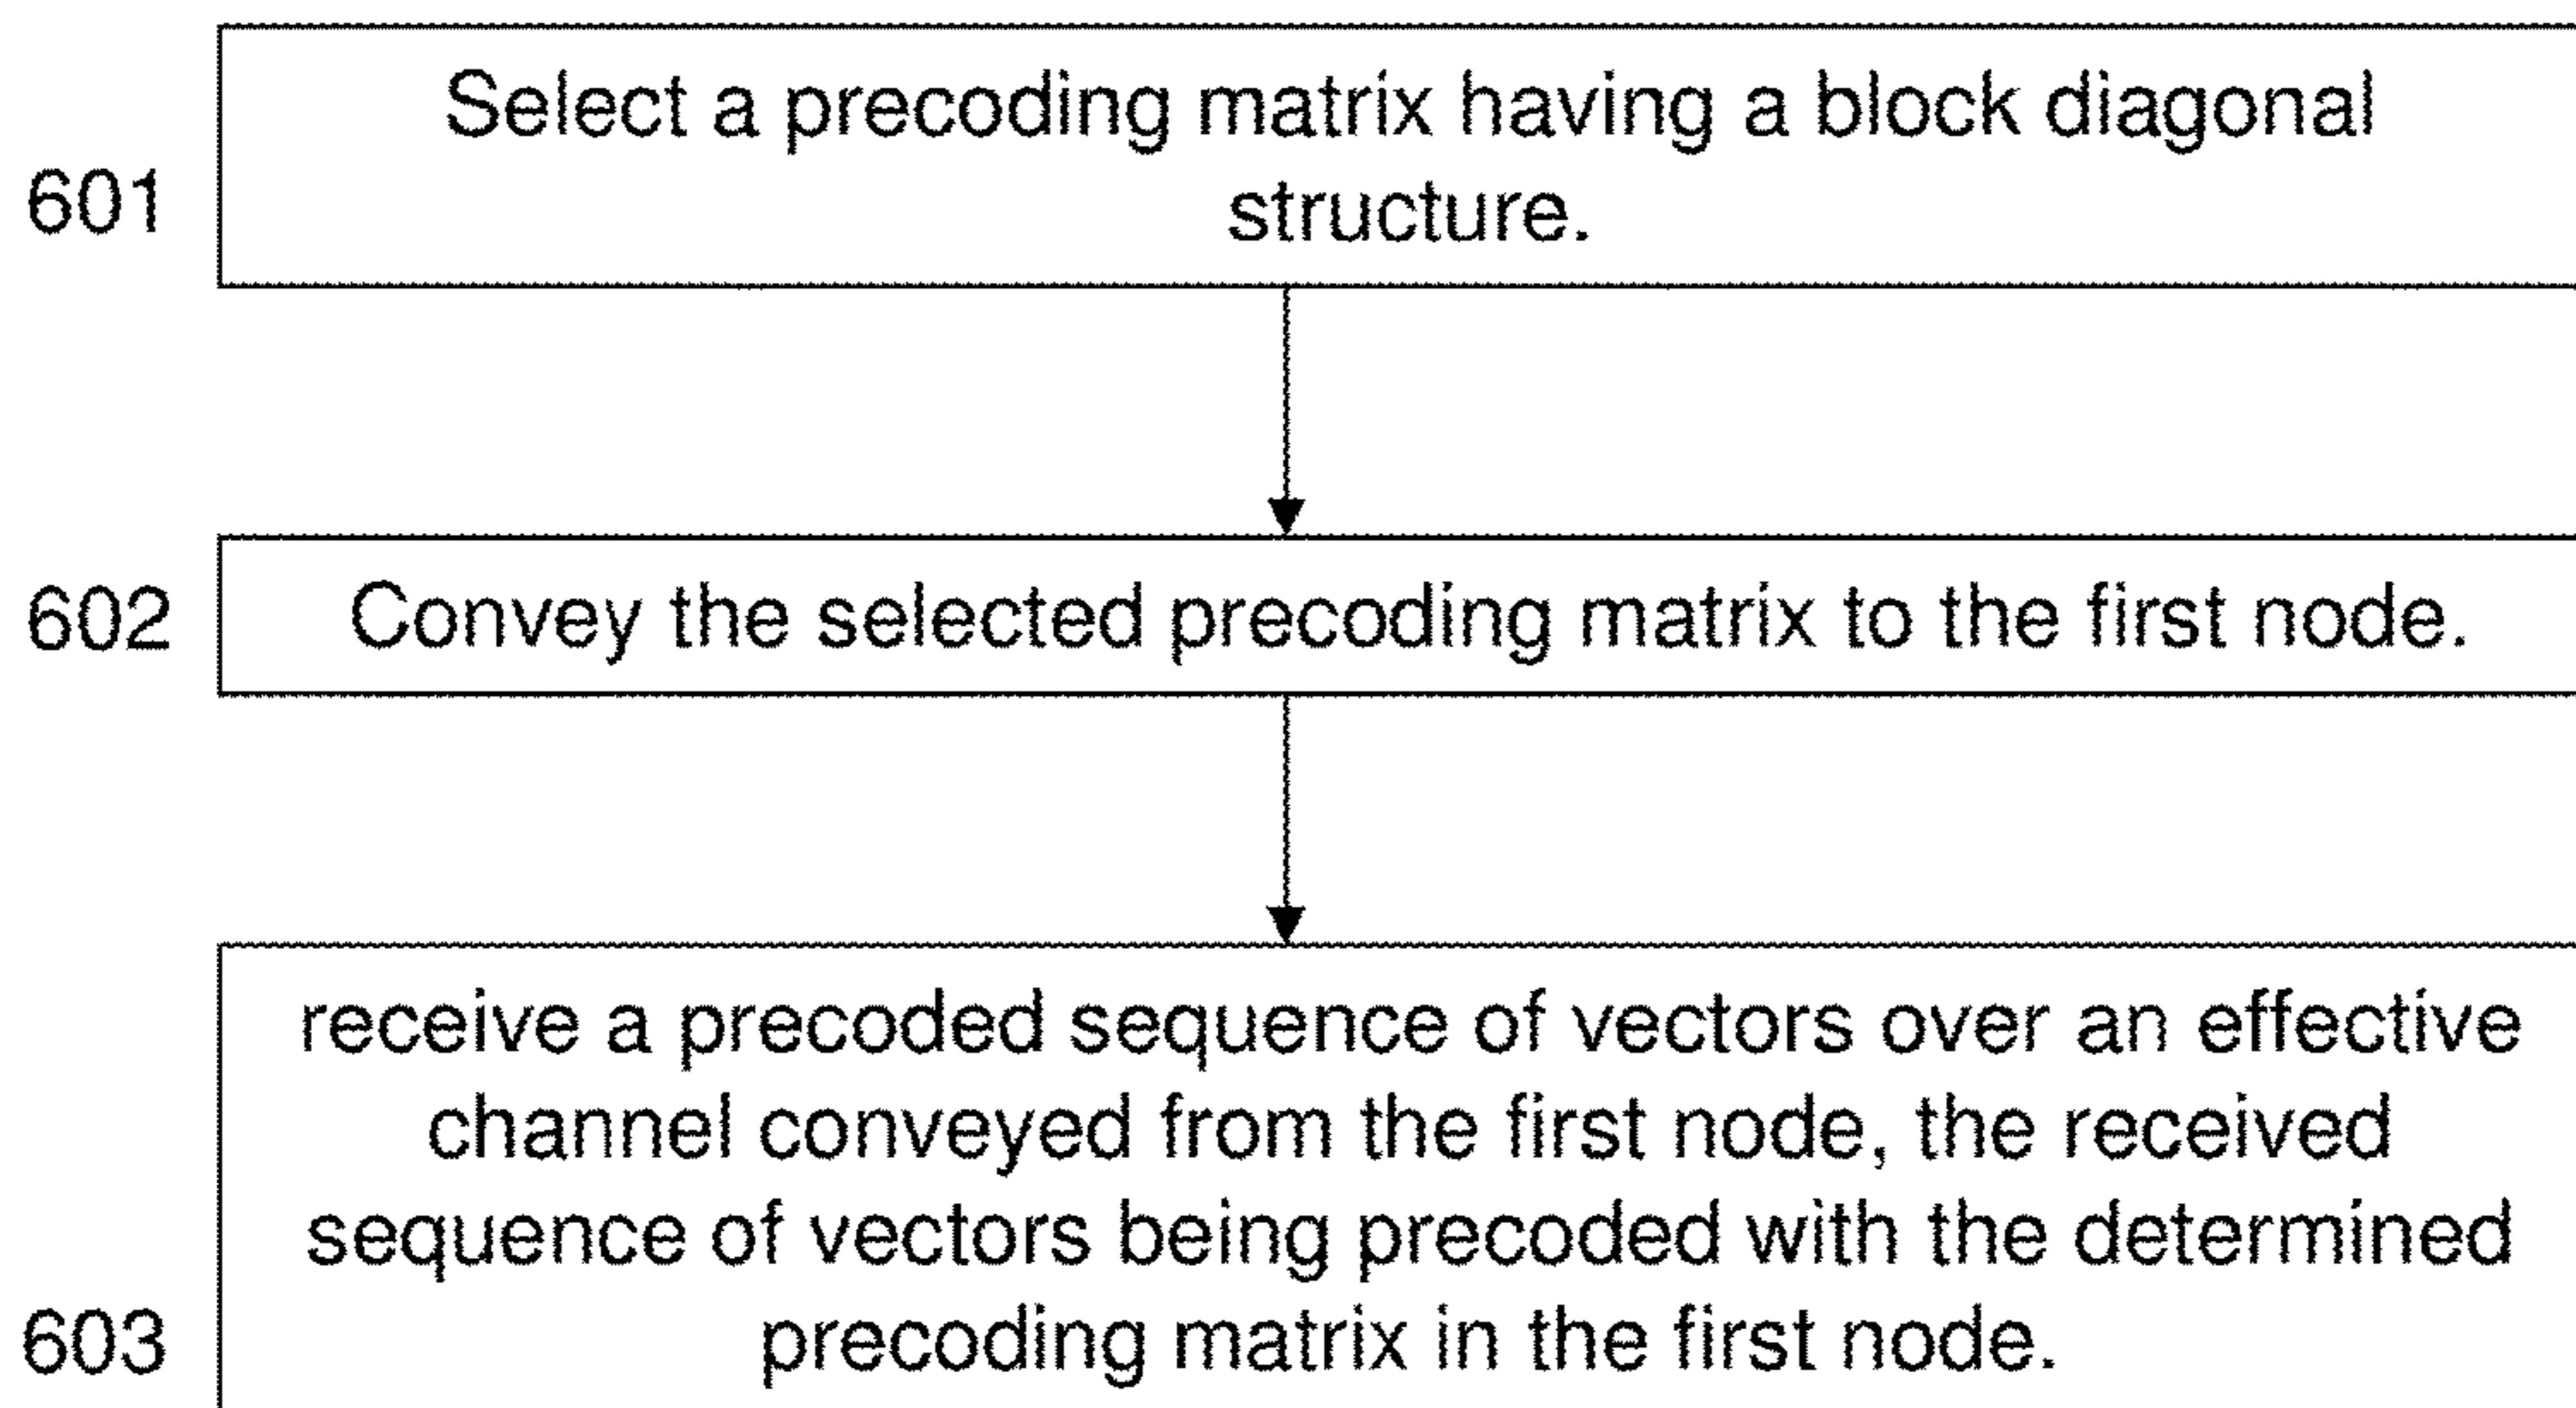 Select a precoding matrix having a block diagonal
601
structure.
602
Convey the selected precoding matrix to the first node.
receive a precoded sequence of vectors over an effective
channel conveyed from the first node, the received
sequence of vectors being precoded with the determined
603
precoding matrix in the first node.